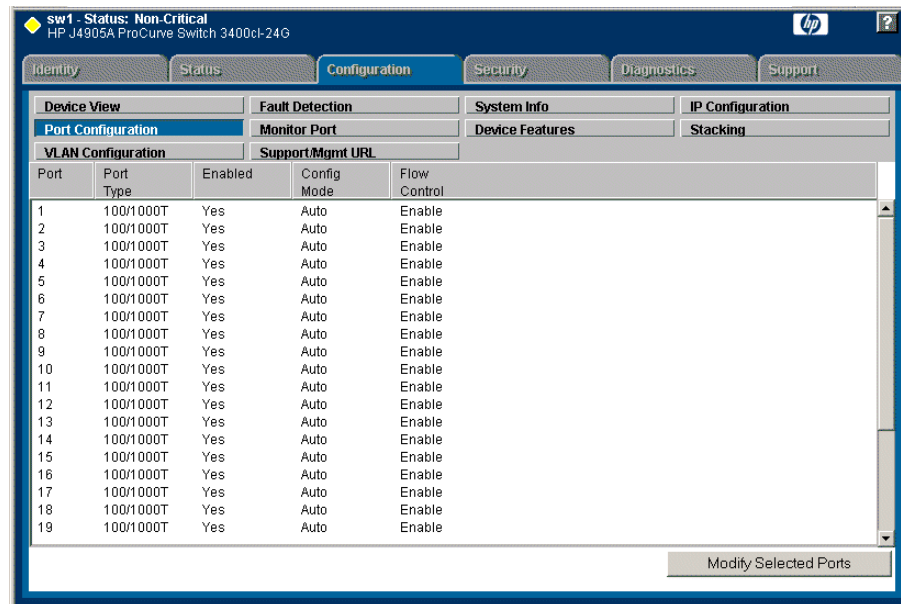 sw1 - Status: Non-Critical
HP J4905A ProCurve Switch 3400cl-24G
hp
?
Identity Status Configuration Security Diagnostics Support
Device View Fault Detection System Info IP Configuration
Port Configuration Monitor Port Device Features Stacking
VLAN Configuration Support/Mgmt URL
Port Port Enabled Config Flow
Type Mode Control
1 100/1000T Yes Auto Enable
2 100/1000T Yes Auto Enable
3 100/1000T Yes Auto Enable
4 100/1000T Yes Auto Enable
5 100/1000T Yes Auto Enable
6 100/1000T Yes Auto Enable
7 100/1000T Yes Auto Enable
8 100/1000T Yes Auto Enable
9 100/1000T Yes Auto Enable
10 100/1000T Yes Auto Enable
11 100/1000T Yes Auto Enable
12 100/1000T Yes Auto Enable
13 100/1000T Yes Auto Enable
14 100/1000T Yes Auto Enable
15 100/1000T Yes Auto Enable
16 100/1000T Yes Auto Enable
17 100/1000T Yes Auto Enable
18 100/1000T Yes Auto Enable
19 100/1000T Yes Auto Enable
Modify Selected Ports